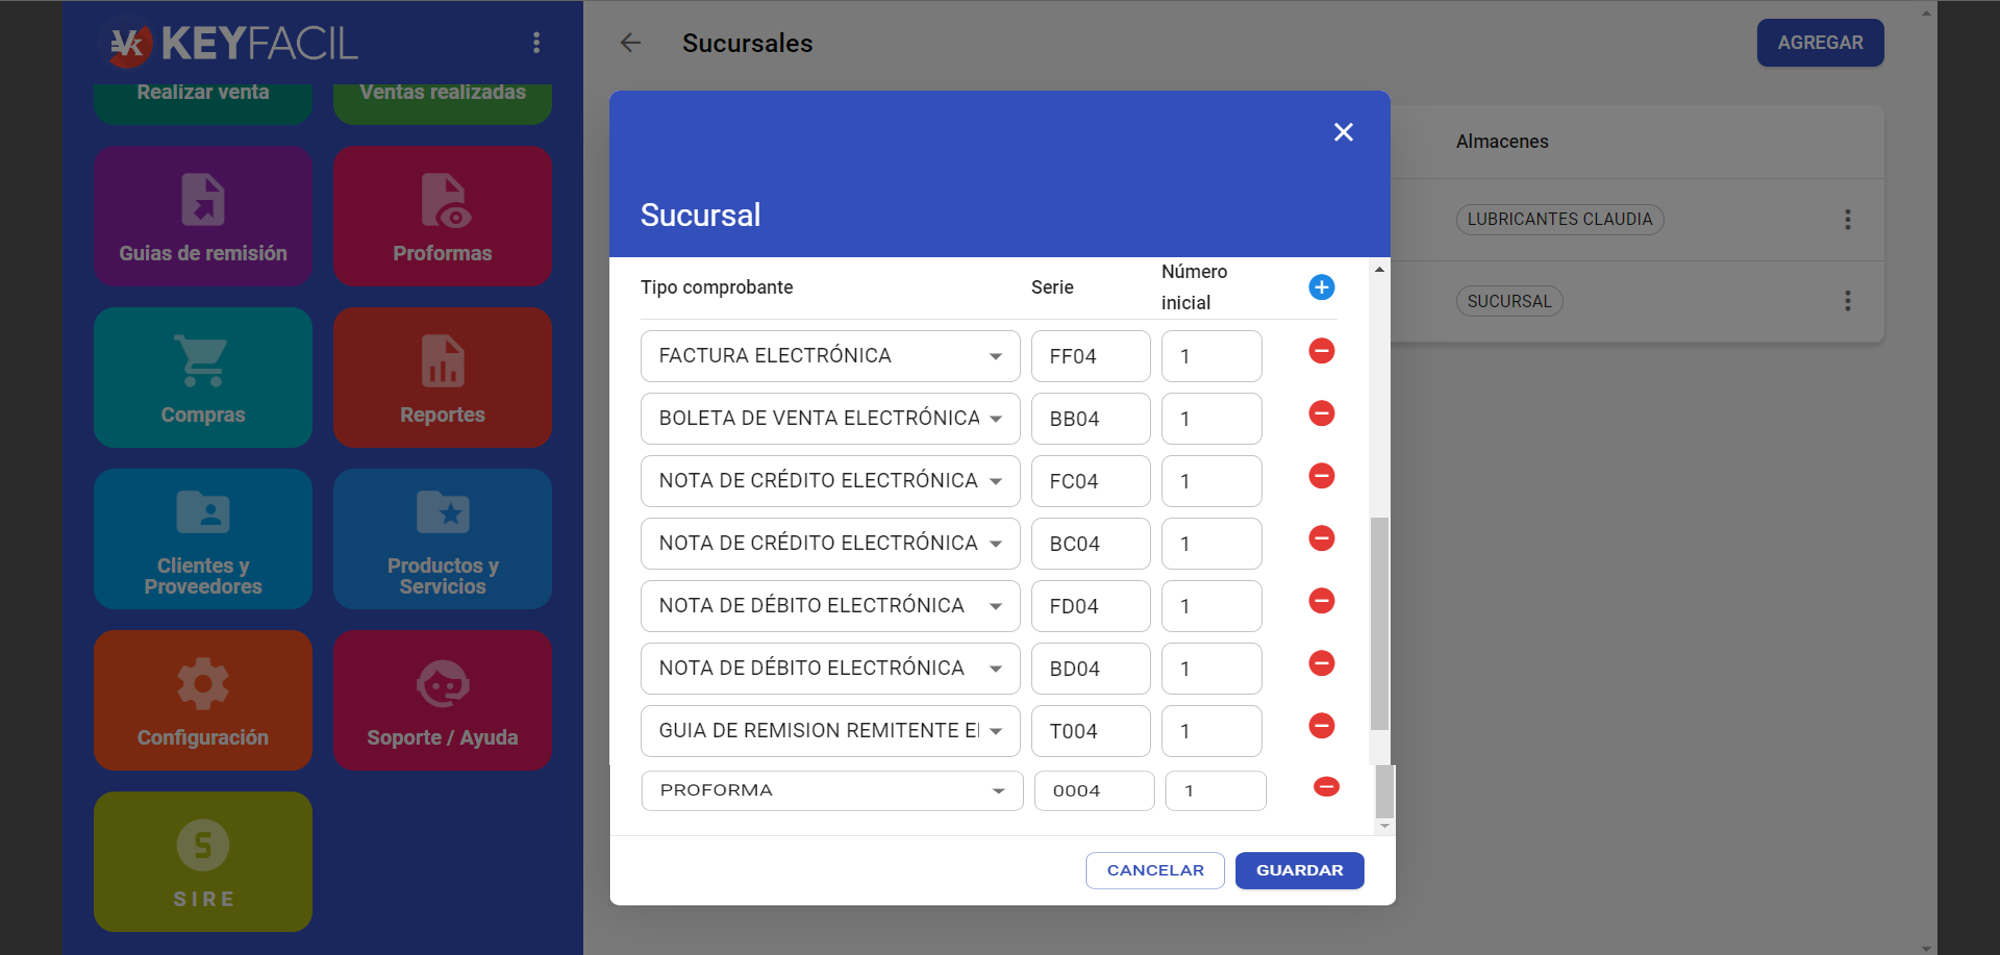 KEYFACIL
Realizar venta
Ventas realizadas
Guias de remisión
Proformas
Compras
Reportes
Clientes y
Proveedores
Productos y
Servicios
Configuración
Soporte / Ayuda
S
SIRE
Sucursales
AGREGAR
Almacenes
LUBRICANTES CLAUDIA
SUCURSAL
Sucursal
Tipo comprobante
Serie
Número
inicial
FACTURA ELECTRÓNICA FF04 1
BOLETA DE VENTA ELECTRÓNICA BB04 1
NOTA DE CRÉDITO ELECTRÓNICA FC04 1
NOTA DE CRÉDITO ELECTRÓNICA BC04 1
NOTA DE DÉBITO ELECTRÓNICA FD04 1
NOTA DE DÉBITO ELECTRÓNICA BD04 1
GUIA DE REMISION REMITENTE T004 1
PROFORMA 0004 1
CANCELAR
GUARDAR